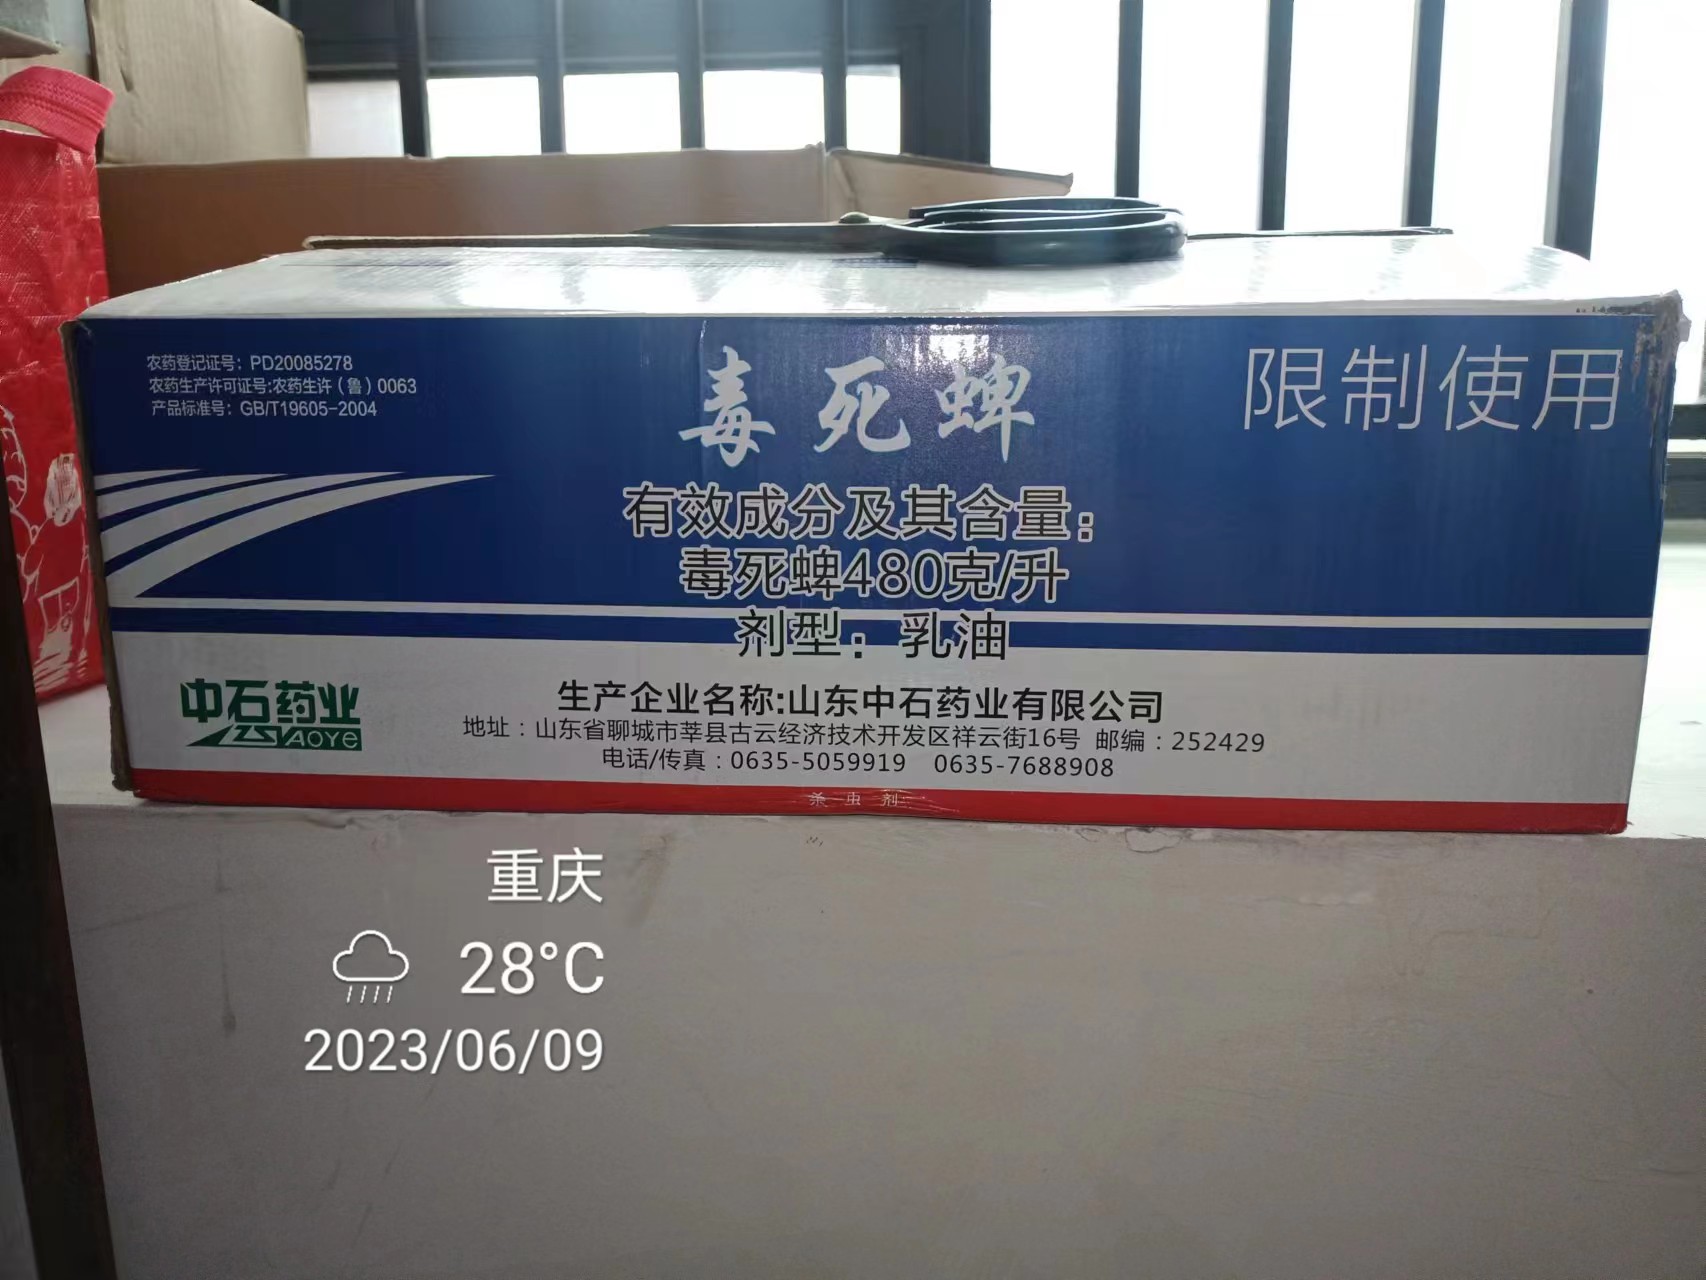 农药登记证号：PD20085278
农药生产许可证号:农药生许（鲁）0063
产品标准号：GB/T19605-2004
毒死蜱
限制使用
有效成分及其含量：
毒死蜱480克/升
剂型：乳油
中石药业
YAOYE
生产企业名称:山东中石药业有限公司
地址：山东省聊城市莘县古云经济技术开发区祥云街16号 邮编：252429
电话/传真：0635-5059919 0635-7688908
杀虫剂
重庆
28°C
2023/06/09